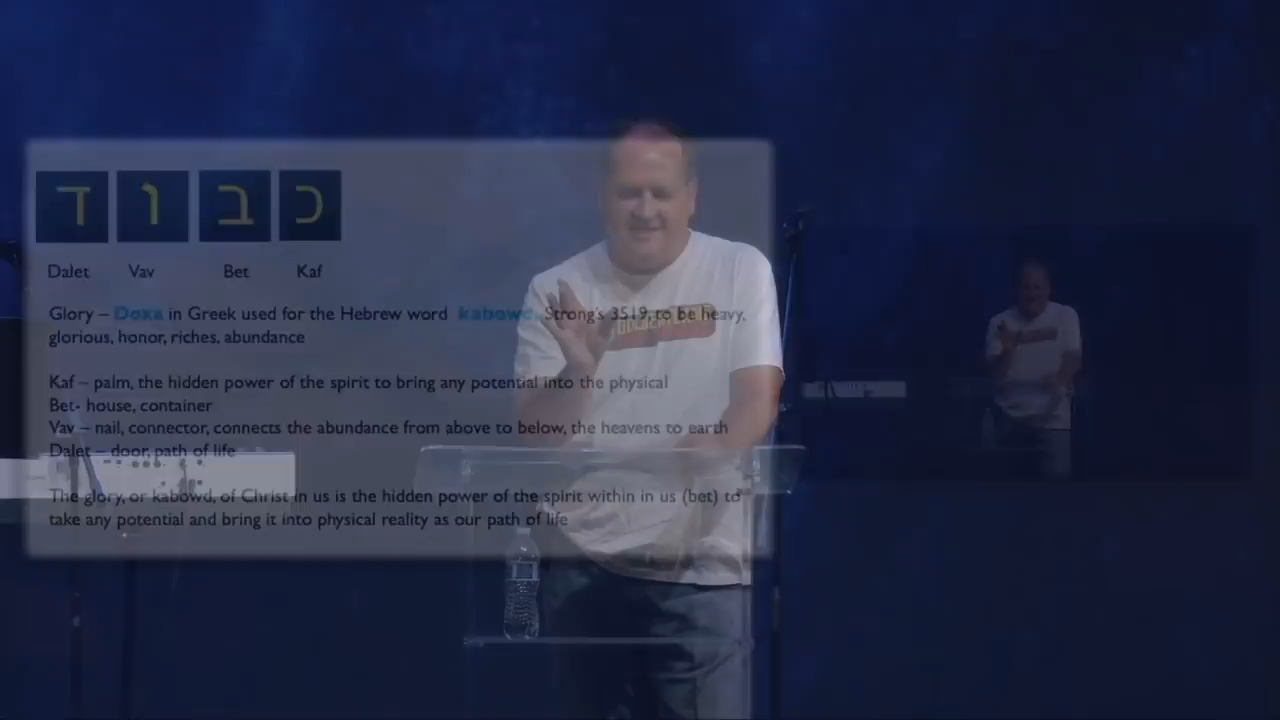 כ ב ו ד
Dalet Vav Bet Kaf
Glory – Doxa in Greek used for the Hebrew word kabowd. Strong's 3519, to be heavy,
glorious, honor, riches, abundance
Kaf – palm, the hidden power of the spirit to bring any potential into the physical
Bet- house, container
Vav – nail, connector, connects the abundance from above to below, the heavens to earth
Dalet – door, path of life
The glory, or kabowd, of Christ in us is the hidden power of the spirit within in us (bet) to
take any potential and bring it into physical reality as our path of life